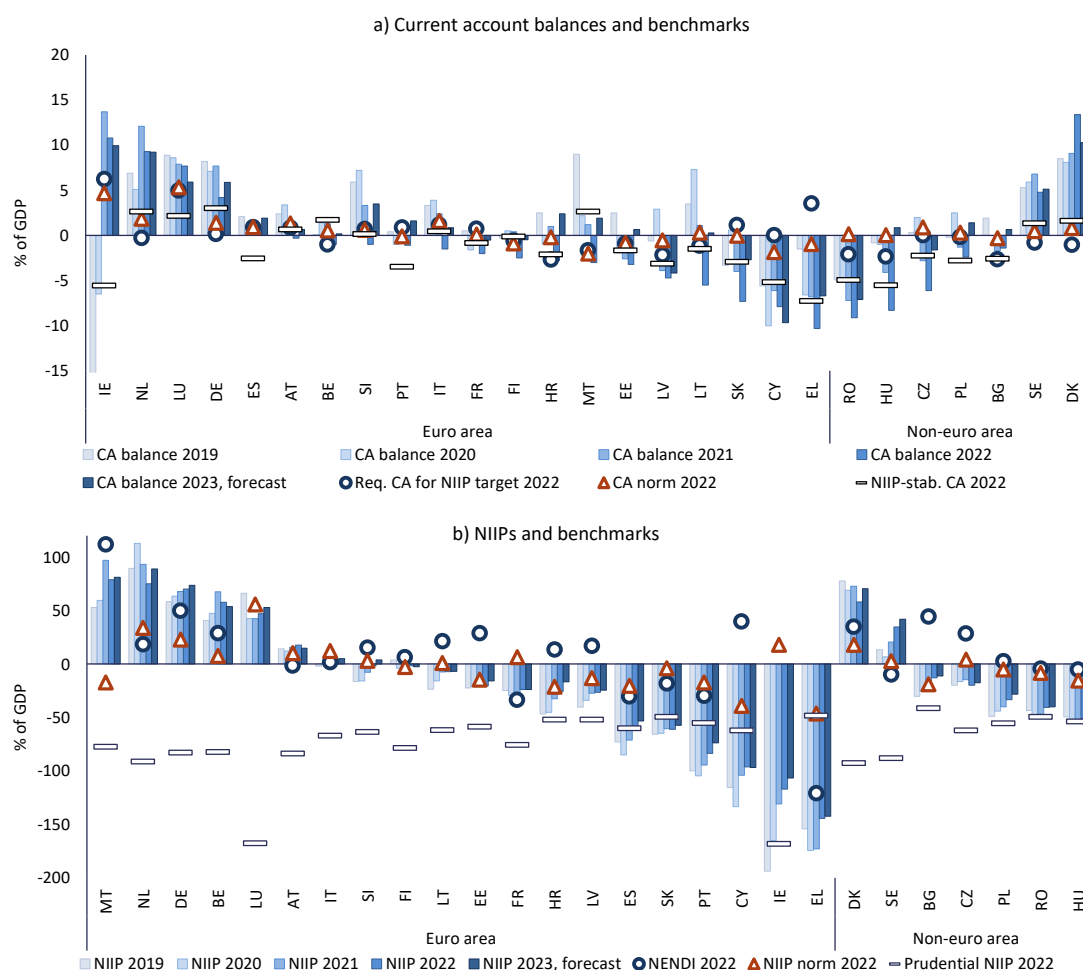 a) Current account balances and benchmarks
% of GDP
20
15
10
5
0
-5
-10
-15
IE NL LU DE ES AT BE SI PT IT FR FI HR MT EE LV LT SK CY EL RO HU CZ PL BG SE DK
Euro area Non-euro area
CA balance 2019 CA balance 2020 CA balance 2021 CA balance 2022
CA balance 2023, forecast Req. CA for NIIP target 2022 CA norm 2022 NIIP-stab. CA 2022
b) NIIPs and benchmarks
% of GDP
100
50
0
-50
-100
-150
-200
MT NL DE BE LU AT IT SI FI LT EE FR HR LV ES SK PT CY IE EL DK SE BG CZ PL RO HU
Euro area Non-euro area
NIIP 2019 NIIP 2020 NIIP 2021 NIIP 2022 NIIP 2023, forecast NENDI 2022 NIIP norm 2022 Prudential NIIP 2022